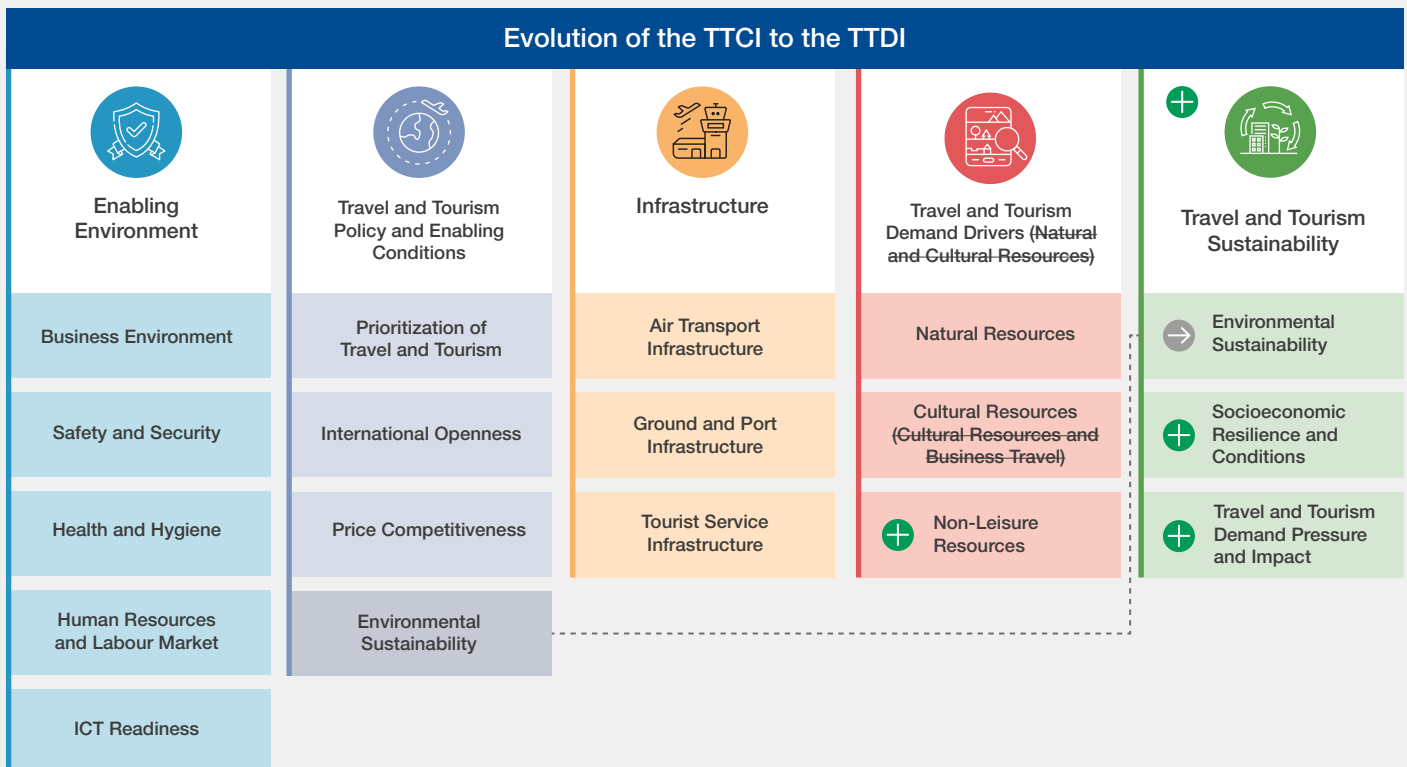 Evolution of the TTCI to the TTDI
Enabling
Environment
Business Environment
Safety and Security
Health and Hygiene
Human Resources
and Labour Market
ICT Readiness
Travel and Tourism
Policy and Enabling
Conditions
Prioritization of
Travel and Tourism
International Openness
Price Competitiveness
Environmental
Sustainability
Infrastructure
Air Transport
Infrastructure
Ground and Port
Infrastructure
Tourist Service
Infrastructure
Travel and Tourism
Demand Drivers (Natural
and Cultural Resources)
Natural Resources
Cultural Resources
(Cultural Resources and
Business Travel)
Non-Leisure
Resources
Travel and Tourism
Sustainability
Environmental
Sustainability
Socioeconomic
Resilience and
Conditions
Travel and Tourism
Demand Pressure
and Impact